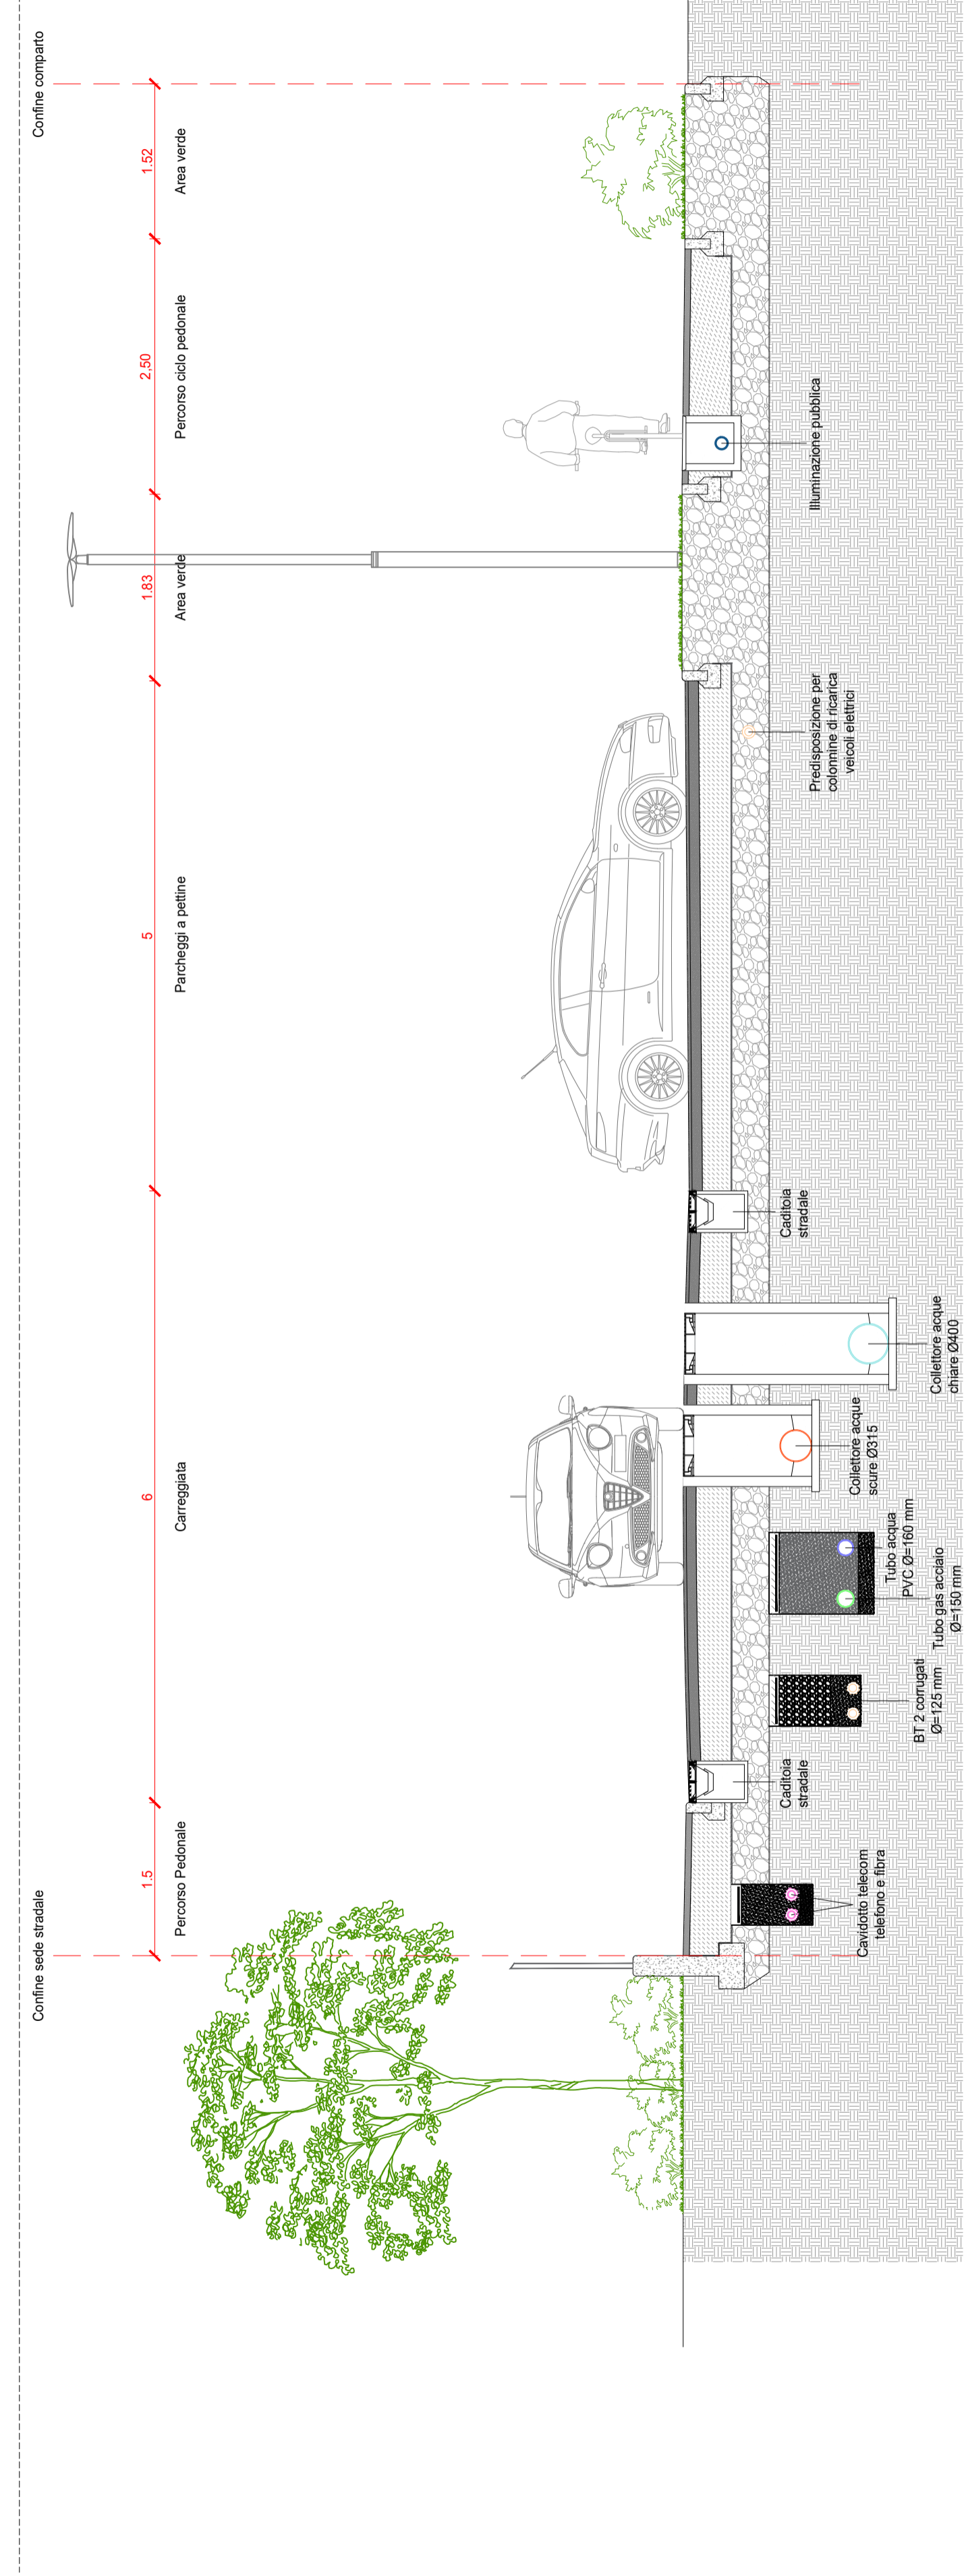 Confine sede stradale
Confine comparto
1.5
6
5
1.83
2,50
1.52
Percorso Pedonale
Carreggiata
Parcheggi a pettine
Area verde
Percorso ciclo pedonale
Area verde
Cavidotto telecom
telefono e fibra
Caditoia
stradale
BT 2 corrugati
Ø=125 mm
Tubo gas acciaio
Ø=150 mm
Tubo acqua
PVC Ø=160 mm
Collettore acque
scure Ø315
Collettore acque
chiare Ø400
Caditoia
stradale
Predisposizione per
colonnine di ricarica
veicoli elettrici
Illuminazione pubblica